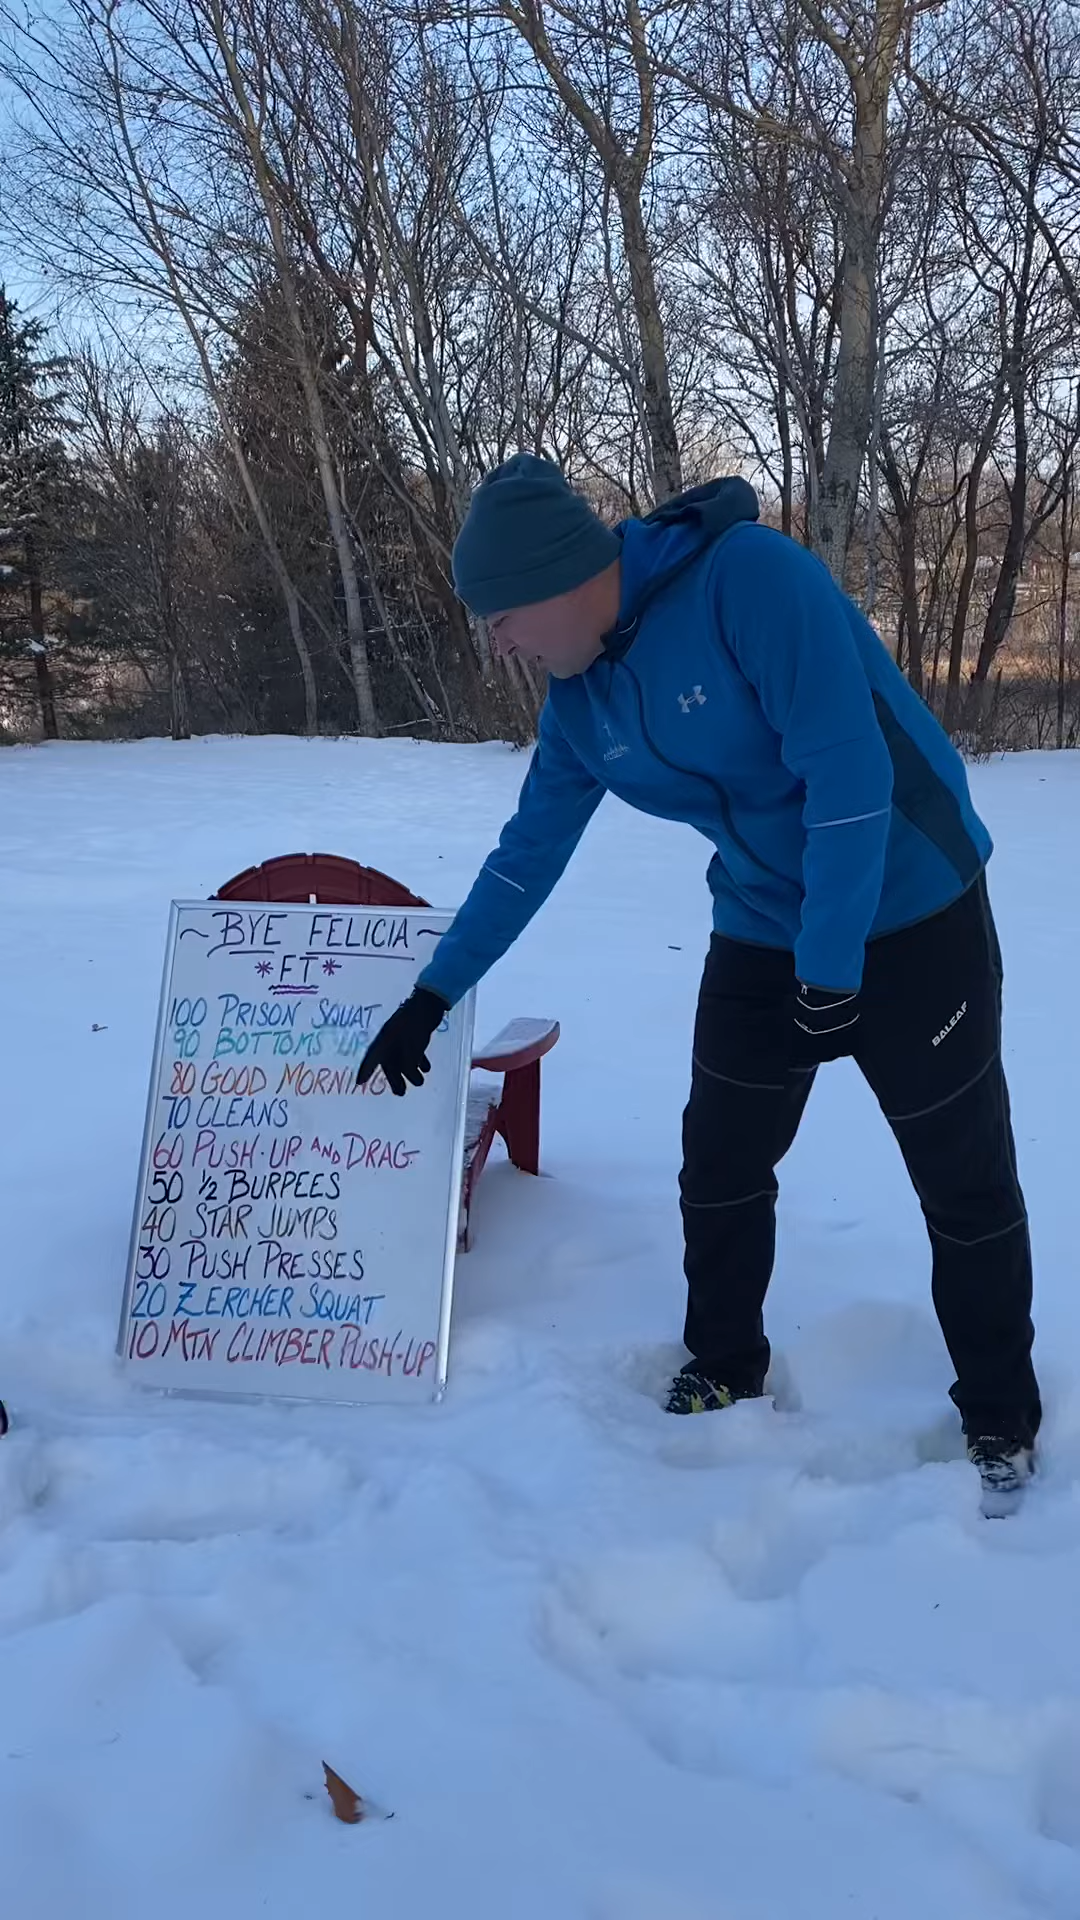 ~BYE FELICIA~
*FT*
100 PRISON SQUAT
90 BOTTOMS UP
80 GOOD MORNING
70 CLEANS
60 PUSH-UP AND DRAG
50 1/2 BURPEES
40 STAR JUMPS
30 PUSH PRESSES
20 ZERCHER SQUAT
10 MTN CLIMBER PUSH-UP
BALEAF